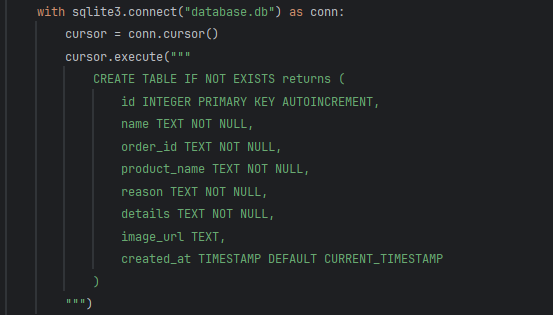 with sqlite3.connect("database.db") as conn:
cursor = conn.cursor()
cursor.execute("""
CREATE TABLE IF NOT EXISTS returns (
id INTEGER PRIMARY KEY AUTOINCREMENT,
name TEXT NOT NULL,
order_id TEXT NOT NULL,
product_name TEXT NOT NULL,
reason TEXT NOT NULL,
details TEXT NOT NULL,
image_url TEXT,
created_at TIMESTAMP DEFAULT CURRENT_TIMESTAMP
)
""")